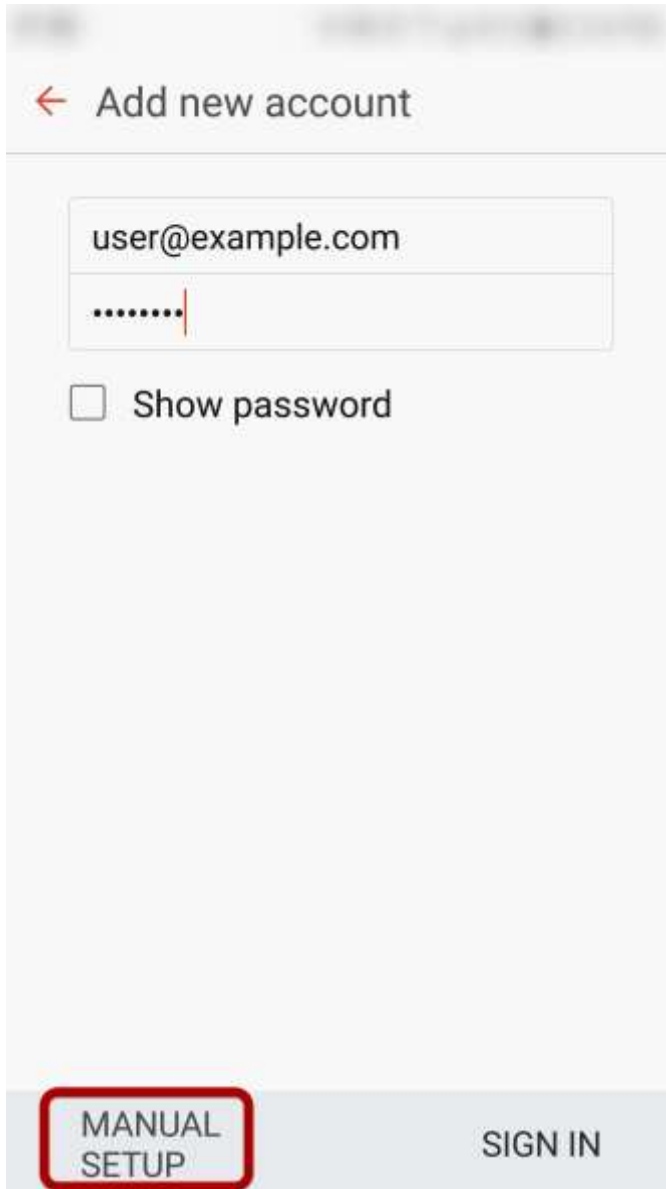 Add new account
user@example.com
••••••••
Show password
MANUAL
SETUP
SIGN IN